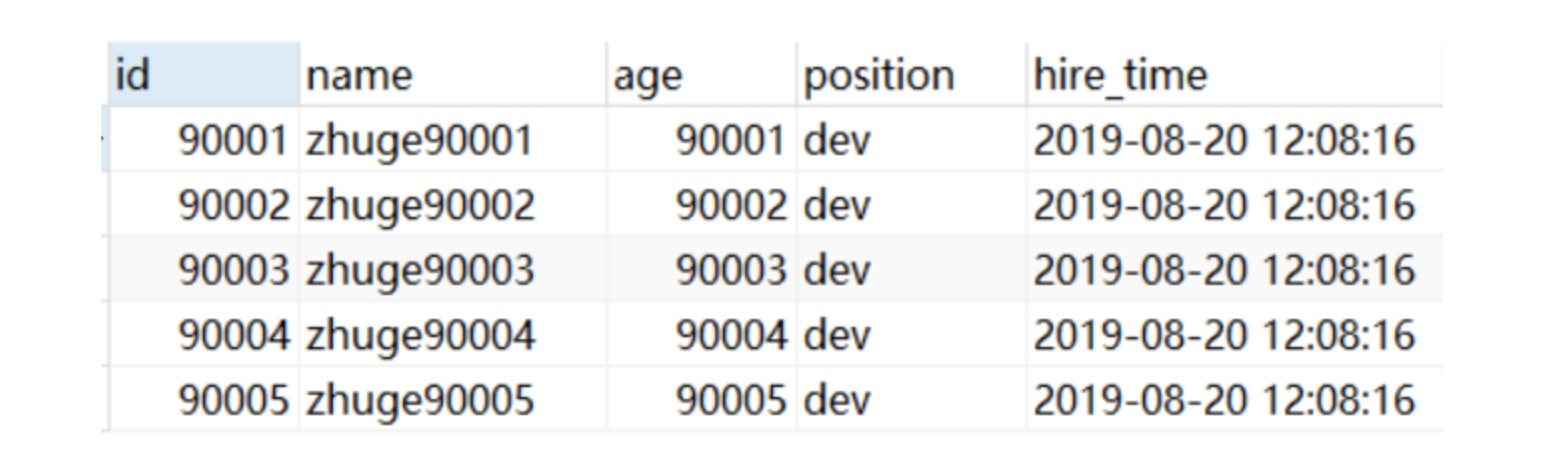 id name age position hire_time
90001 zhuge90001 90001 dev 2019-08-20 12:08:16
90002 zhuge90002 90002 dev 2019-08-20 12:08:16
90003 zhuge90003 90003 dev 2019-08-20 12:08:16
90004 zhuge90004 90004 dev 2019-08-20 12:08:16
90005 zhuge90005 90005 dev 2019-08-20 12:08:16